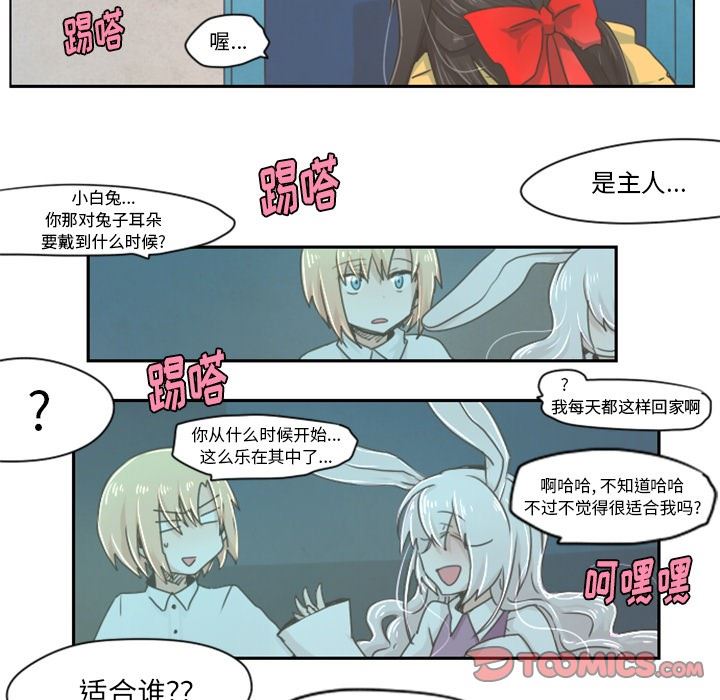 踢嗒
喔...
踢嗒
是主人...
小白兔...
你那对兔子耳朵
要戴到什么时候?
踢嗒
?
?
我每天都这样回家啊
你从什么时候开始...
这么乐在其中了...
啊哈哈, 不知道哈哈
不过不觉得很适合我吗?
呵嘿嘿
适合谁??
DTCOMICS.COM